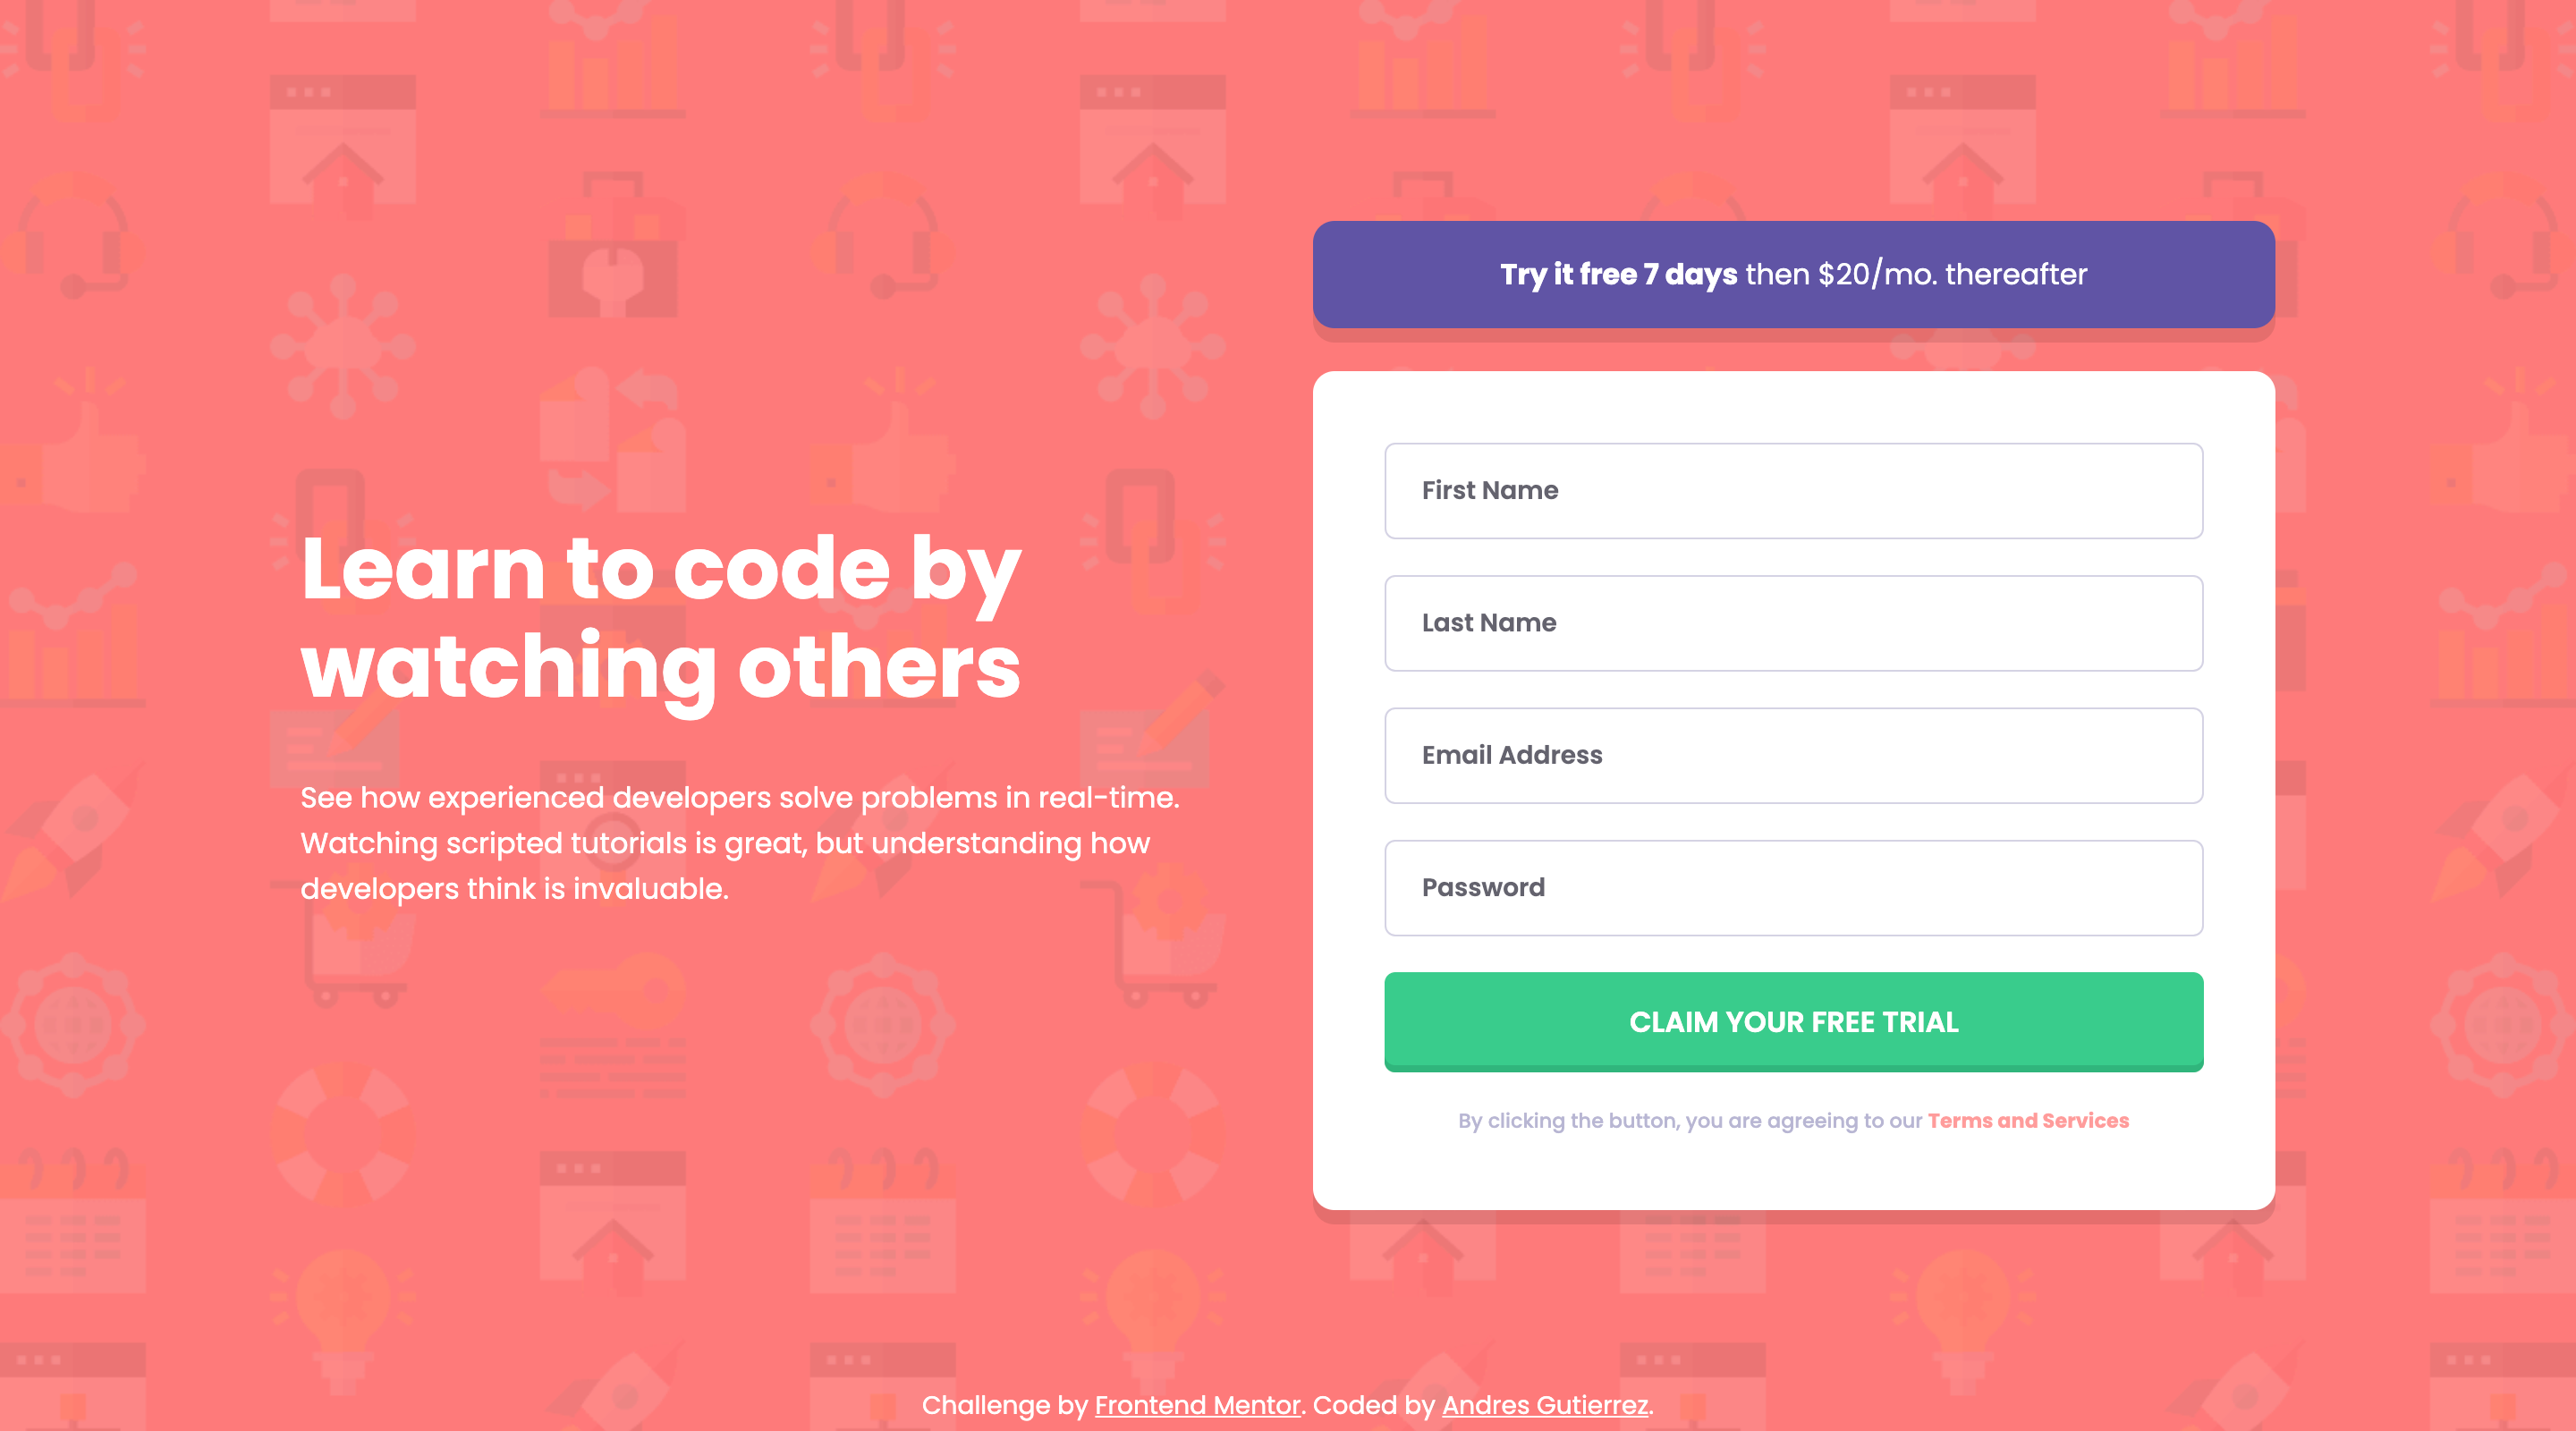 Learn to code by
watching others
See how experienced developers solve problems in real-time.
Watching scripted tutorials is great, but understanding how
developers think is invaluable.
Try it free 7 days then $20/mo. thereafter
First Name
Last Name
Email Address
Password
CLAIM YOUR FREE TRIAL
By clicking the button, you are agreeing to our Terms and Services
Challenge by Frontend Mentor. Coded by Andres Gutierrez.